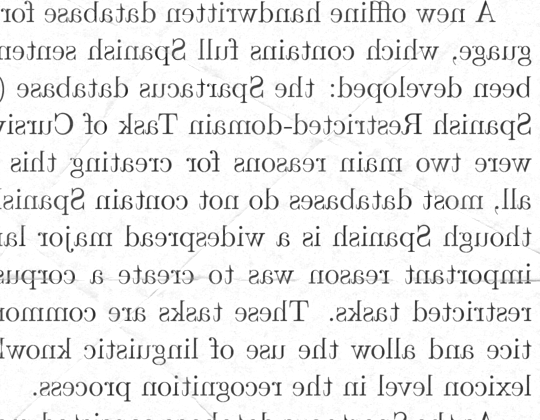 A new offline handwritten database for
guage, which contains full Spanish senten
been developed: the Spartacus database (
Spanish Restricted-domain Task of Cursiv
were two main reasons for creating this
all, most databases do not contain Spanish
though Spanish is a widespread major lan
important reason was to create a corpus
restricted tasks. These tasks are common
tice and allow the use of linguistic knowl
lexicon level in the recognition process.